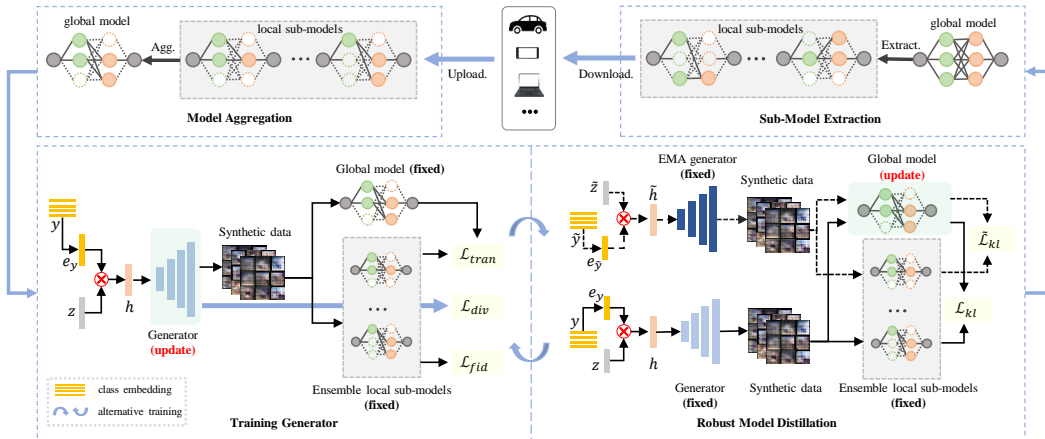 global model
Agg.
local sub-models
Model Aggregation
Upload.
Download.
local sub-models
Extract.
global model
Sub-Model Extraction
y
e_y
z
h
Generator
(update)
Synthetic data
Global model (fixed)
Ensemble local sub-models
(fixed)
ℒ_tran
ℒ_div
ℒ_fid
class embedding
alternative training
Training Generator
z̃
ỹ
e_ỹ
h̃
EMA generator
(fixed)
Synthetic data
Global model
(update)
ℒ̃_kl
e_y
y
z
h
Generator
(fixed)
Synthetic data
Ensemble local sub-models
(fixed)
ℒ_kl
Robust Model Distillation